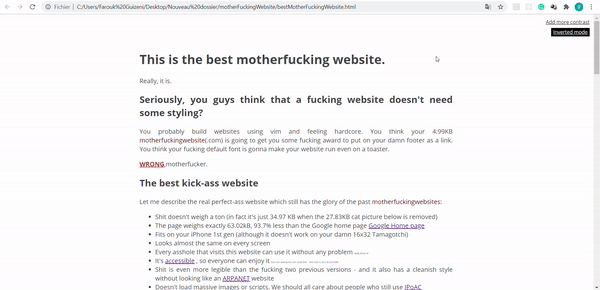 Fichier
C:/Users/Farouk%20Guizeni/Desktop/Nouveau%20dossier/motherFuckingWebsite/bestMotherFuckingWebsite.html
Add more contrast
Inverted mode
This is the best motherfucking website.
Really, it is.
Seriously, you guys think that a fucking website doesn't need
some styling?
You probably build websites using vim and feeling hardcore. You think your 4.99KB
motherfuckingwebsite(.com) is going to get you some fucking award to put on your damn footer as a link.
You think your fucking default font is gonna make your website run even on a toaster.
WRONG,motherfucker.
The best kick-ass website
Let me describe the real perfect-ass website which still has the glory of the past motherfuckingwebsites:
Shit doesn't weigh a ton (in fact it's just 34.97 KB when the 27.83KB cat picture below is removed)
The page weighs exactly 63.02kB, 93.7% less than the Google home page Google Home page
Fits on your iPhone 1st gen (although it doesn't work on your damn 16x32 Tamagotchi)
Looks almost the same on every screen
Every asshole that visits this website can use it without any problem
It's accessible , so everyone can enjoy it
Shit is even more legible than the fucking two previous versions - and it also has a cleanish style
without looking like an ARPANET website
Doesn't load massive images or scripts. We should all care about people who still use IPoAC